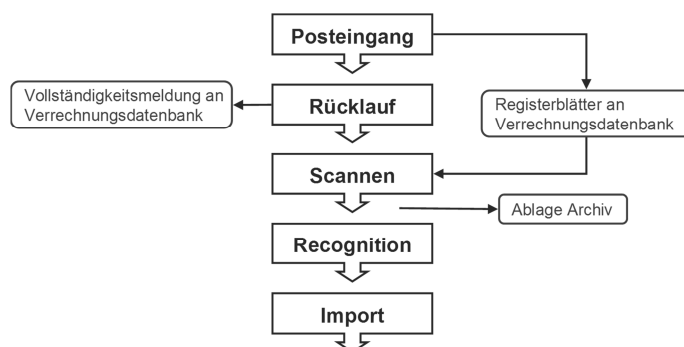 Posteingang
Vollständigkeitsmeldung an
Verrechnungsdatenbank
Rücklauf
Registerblätter an
Verrechnungsdatenbank
Scannen
Ablage Archiv
Recognition
Import